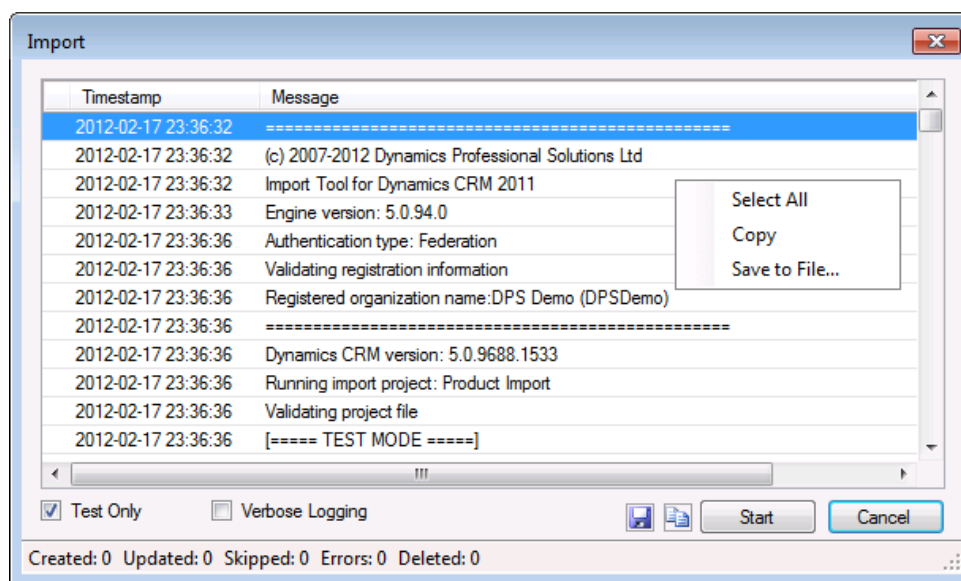 Import
Timestamp Message
2012-02-17 23:36:32 =================================================
2012-02-17 23:36:32 (c) 2007-2012 Dynamics Professional Solutions Ltd
2012-02-17 23:36:32 Import Tool for Dynamics CRM 2011
2012-02-17 23:36:33 Engine version: 5.0.94.0
2012-02-17 23:36:36 Authentication type: Federation
2012-02-17 23:36:36 Validating registration information
2012-02-17 23:36:36 Registered organization name:DPS Demo (DPSDemo)
2012-02-17 23:36:36 =================================================
2012-02-17 23:36:36 Dynamics CRM version: 5.0.9688.1533
2012-02-17 23:36:36 Running import project: Product Import
2012-02-17 23:36:36 Validating project file
2012-02-17 23:36:36 [===== TEST MODE =====]
Select All
Copy
Save to File...
Test Only Verbose Logging Start Cancel
Created: 0 Updated: 0 Skipped: 0 Errors: 0 Deleted: 0